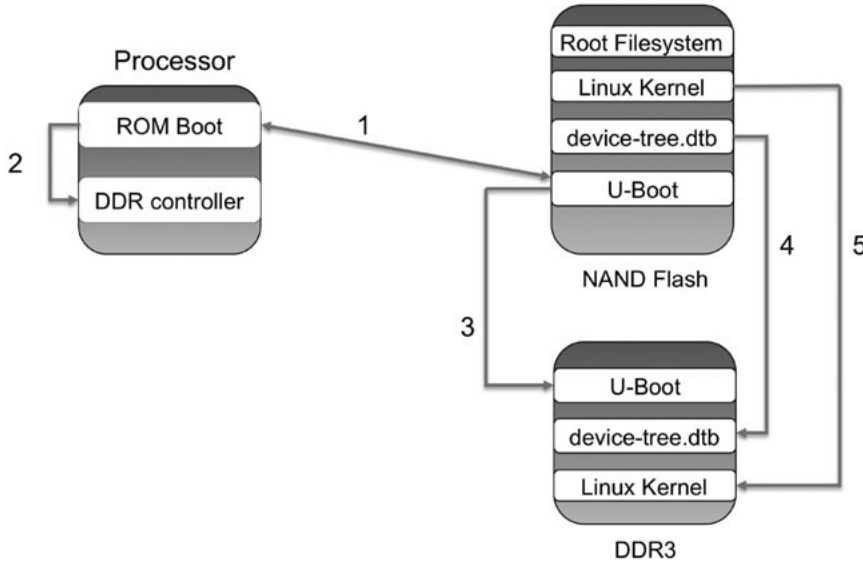 Processor
ROM Boot
DDR controller
1
2
Root Filesystem
Linux Kernel
device-tree.dtb
U-Boot
NAND Flash
3
4
5
U-Boot
device-tree.dtb
Linux Kernel
DDR3